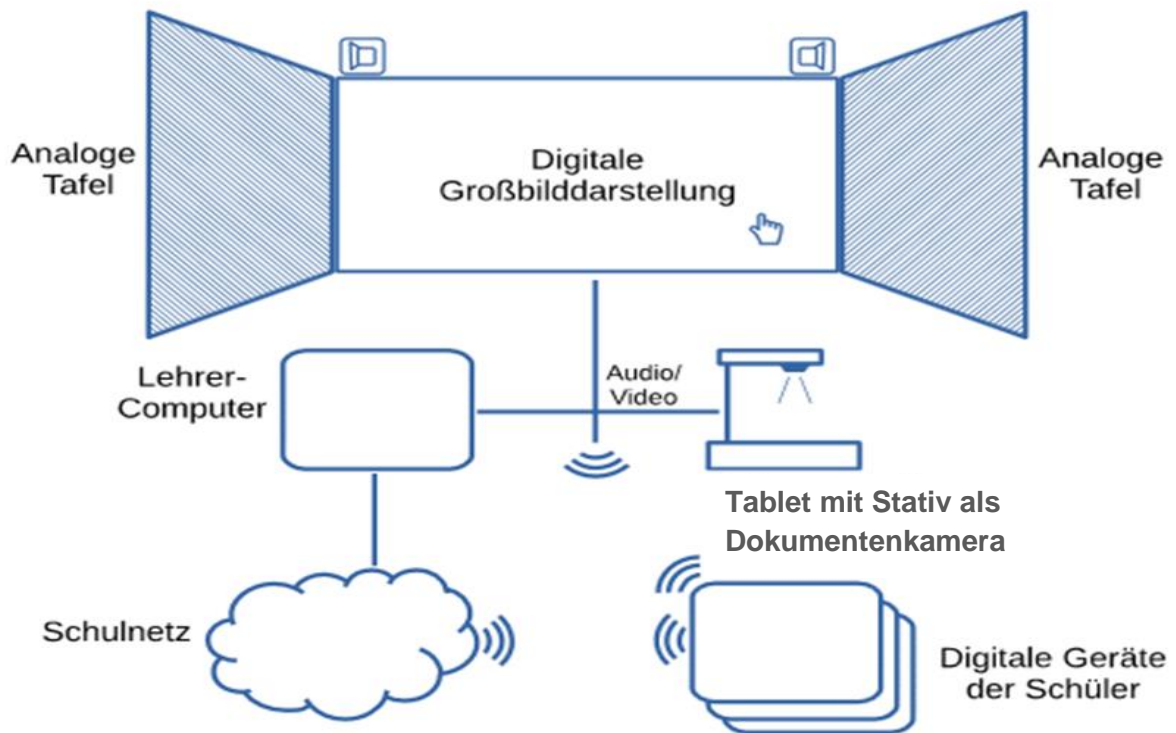 Analoge
Tafel
Digitale
Großbilddarstellung
Analoge
Tafel
Lehrer-
Computer
Audio/
Video
Tablet mit Stativ als
Dokumentenkamera
Schulnetz
Digitale Geräte
der Schüler